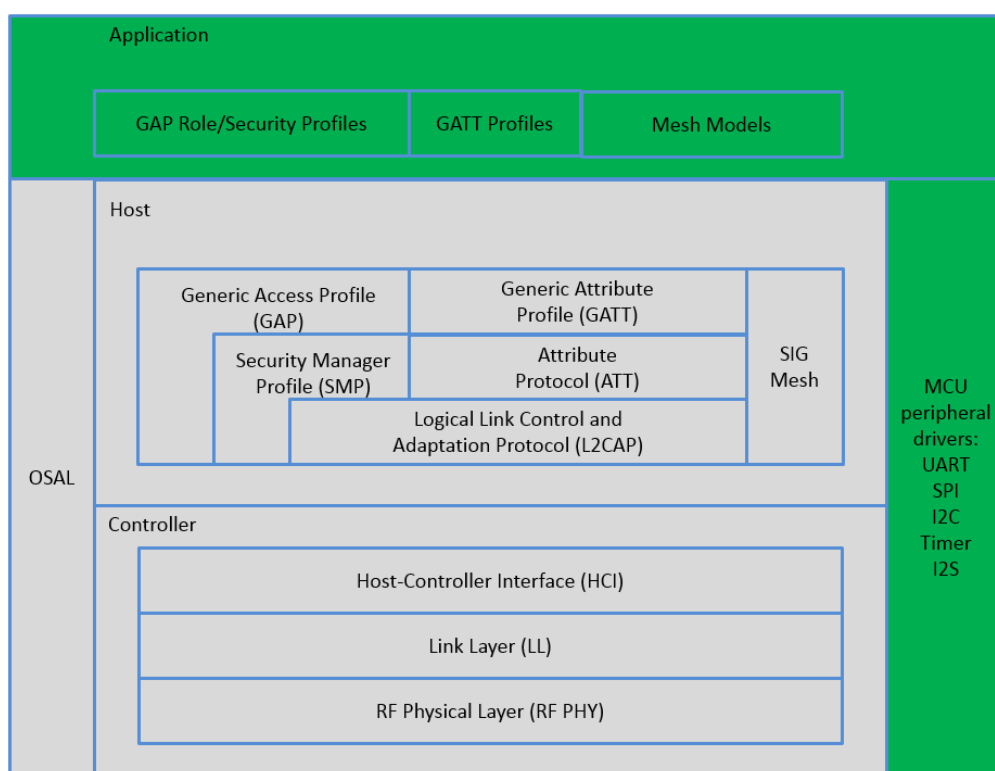 Application
GAP Role/Security Profiles
GATT Profiles
Mesh Models
Host
Generic Access Profile
(GAP)
Generic Attribute
Profile (GATT)
Security Manager
Profile (SMP)
Attribute
Protocol (ATT)
SIG
Mesh
Logical Link Control and
Adaptation Protocol (L2CAP)
OSAL
Controller
Host-Controller Interface (HCI)
Link Layer (LL)
RF Physical Layer (RF PHY)
MCU
peripheral
drivers:
UART
SPI
I2C
Timer
I2S